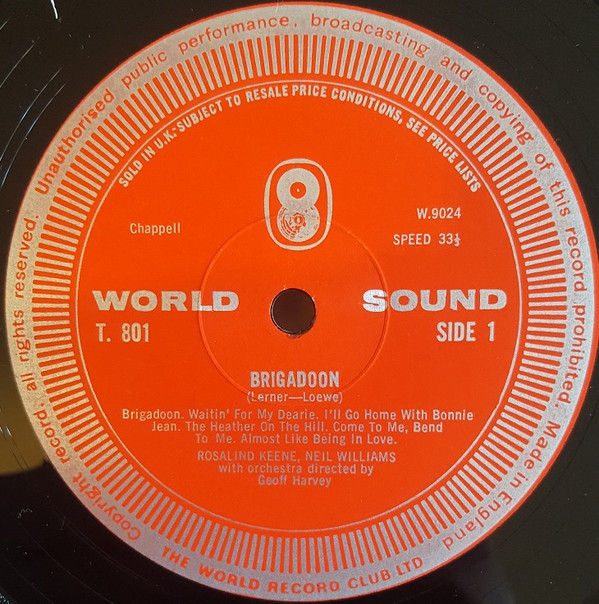 Copyright record all rights reserved. Unauthorised public performance, broadcasting and copying of this record prohibited. Made in England
SOLD IN U.K.-SUBJECT TO RESALE PRICE CONDITIONS, SEE PRICE LISTS
Chappell
W.9024
SPEED 33⅓
WORLD SOUND
T. 801
SIDE 1
BRIGADOON
(Lerner—Loewe)
Brigadoon. Waitin' For My Dearie. I'll Go Home With Bonnie
Jean. The Heather On The Hill. Come To Me, Bend
To Me. Almost Like Being In Love.
ROSALIND KEENE, NEIL WILLIAMS
with orchestra directed by
Geoff Harvey
THE WORLD RECORD CLUB LTD